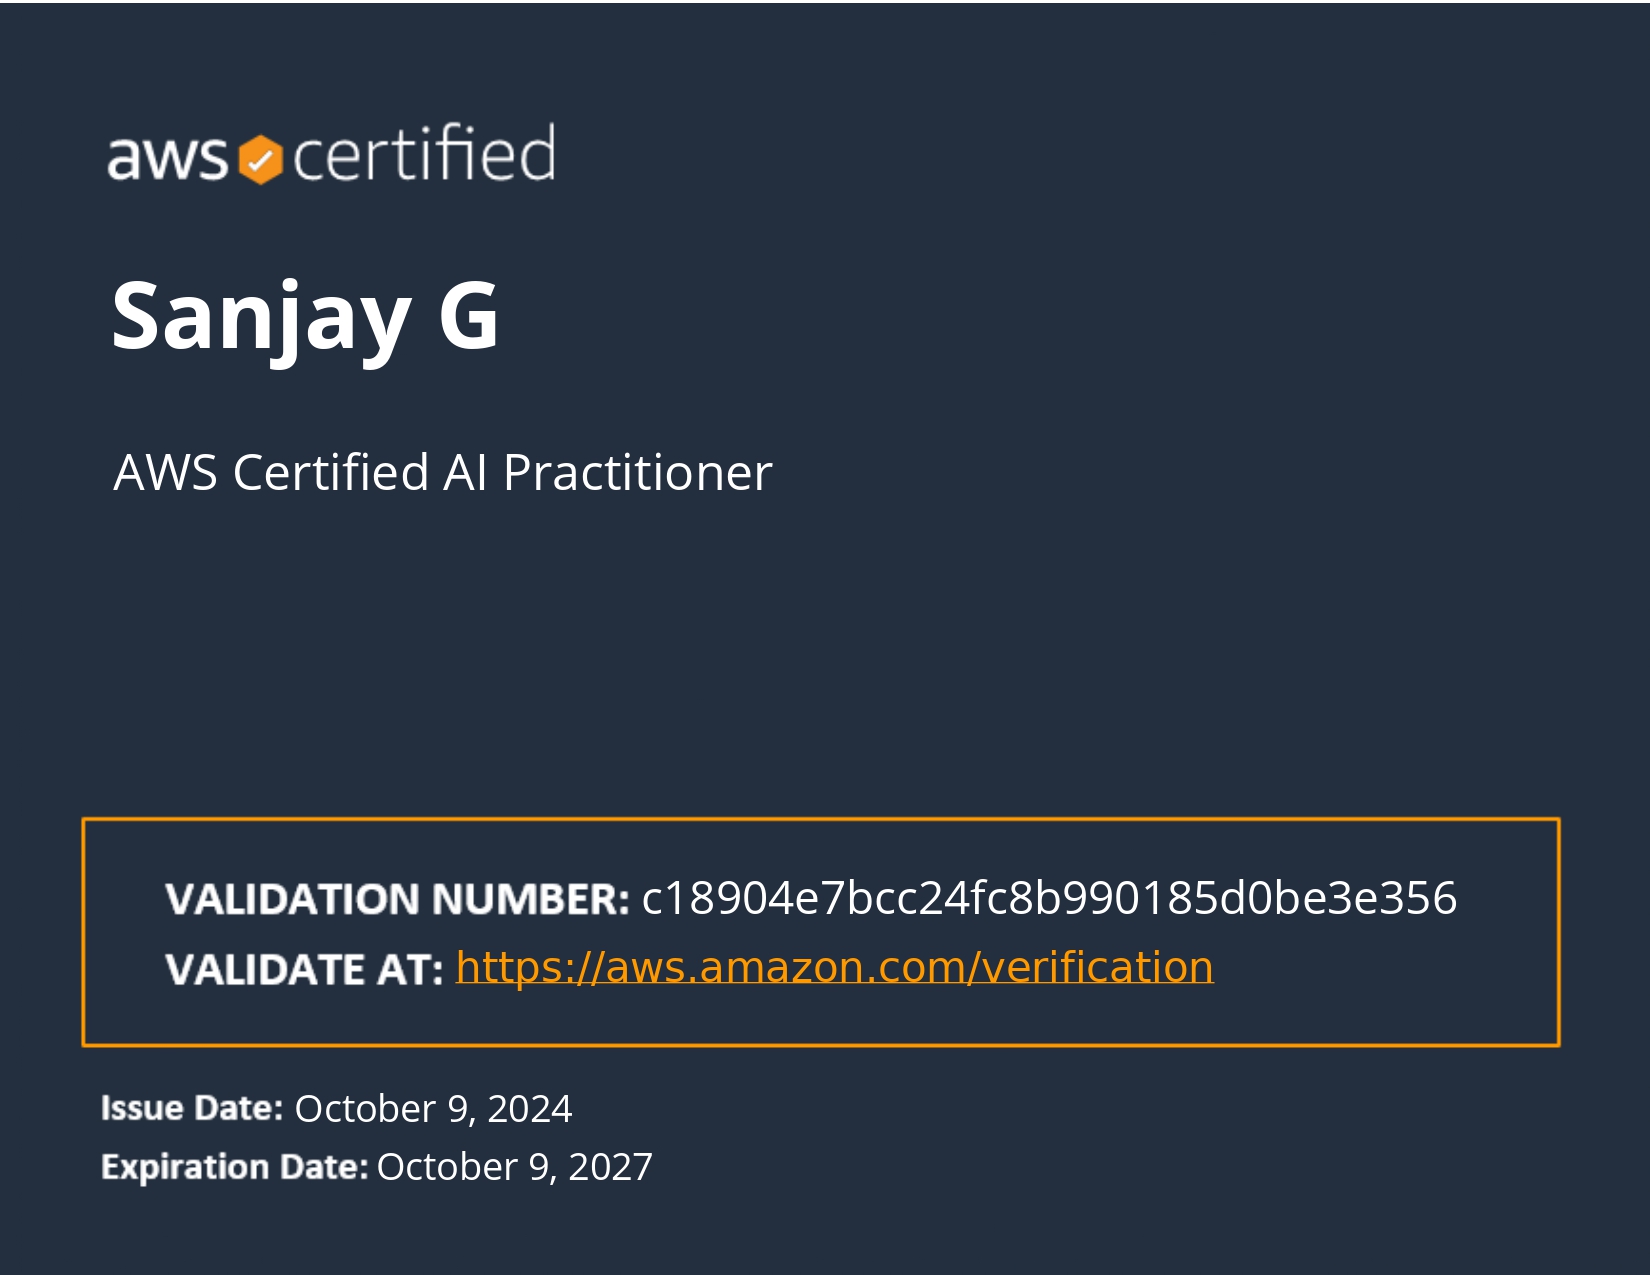 aws certified
Sanjay G
AWS Certified AI Practitioner
VALIDATION NUMBER: c18904e7bcc24fc8b990185d0be3e356
VALIDATE AT: https://aws.amazon.com/verification
Issue Date: October 9, 2024
Expiration Date: October 9, 2027